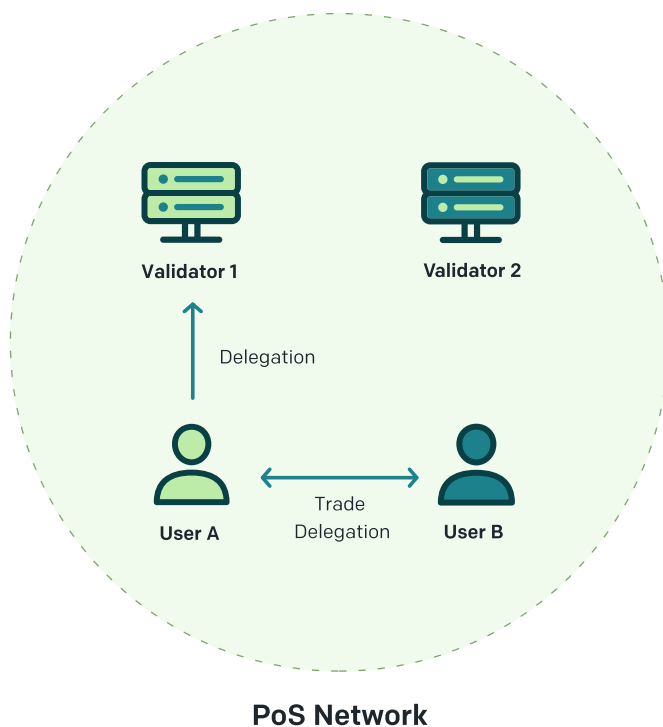 Validator 1
Validator 2
Delegation
Trade
Delegation
User A
User B
PoS Network